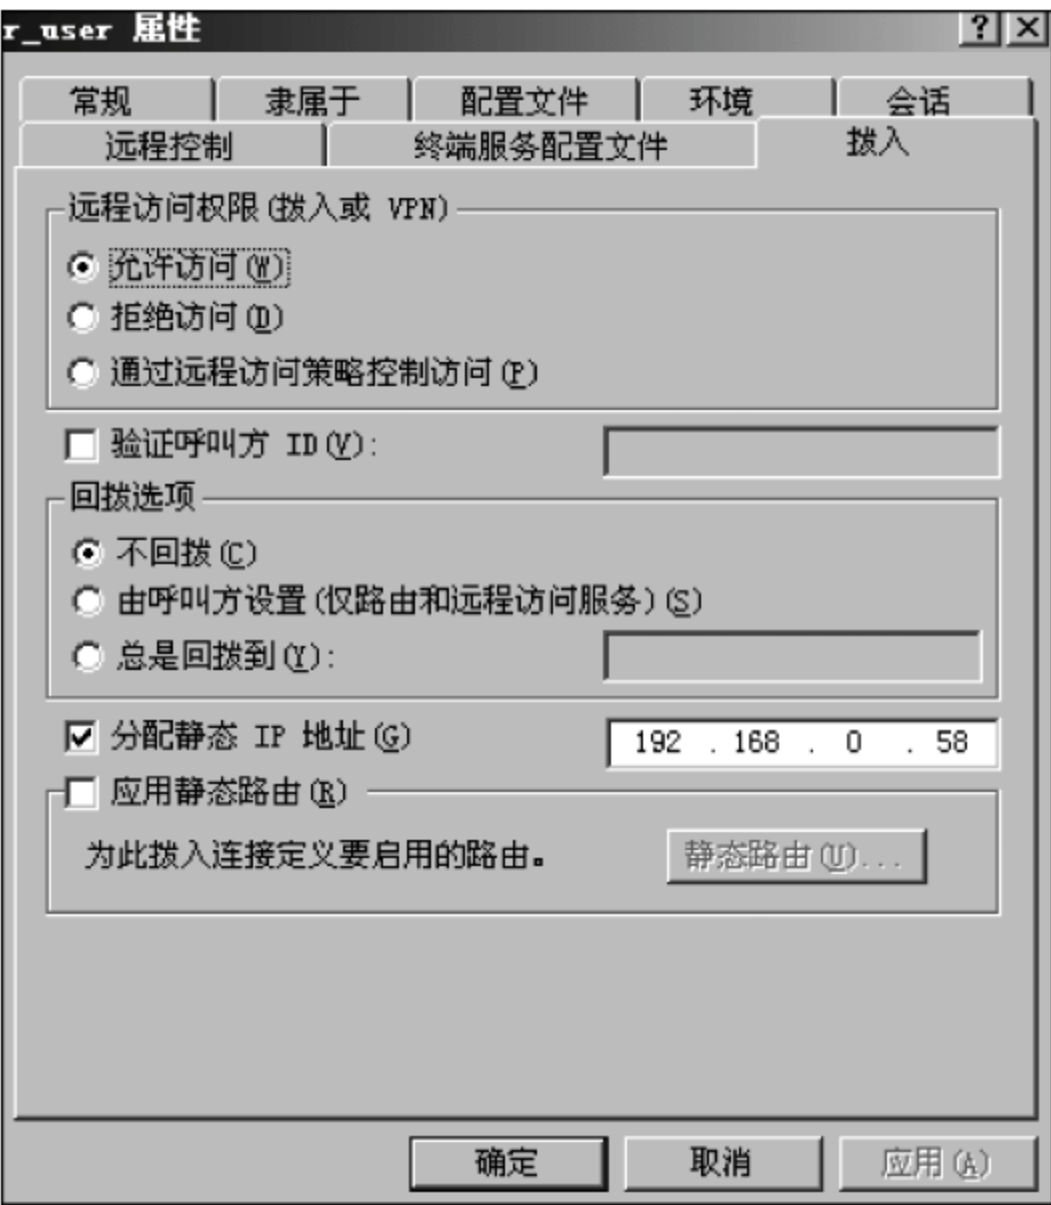 r_user 属性
常规 隶属于 配置文件 环境 会话
远程控制 终端服务配置文件 拨入
远程访问权限(拨入或 VPN)
允许访问(W)
拒绝访问(D)
通过远程访问策略控制访问(P)
验证呼叫方 ID(V):
回拨选项
不回拨(C)
由呼叫方设置(仅路由和远程访问服务)(S)
总是回拨到(Y):
分配静态 IP 地址(G) 192 . 168 . 0 . 58
应用静态路由(R)
为此拨入连接定义要启用的路由。 静态路由(U)...
确定 取消 应用(A)